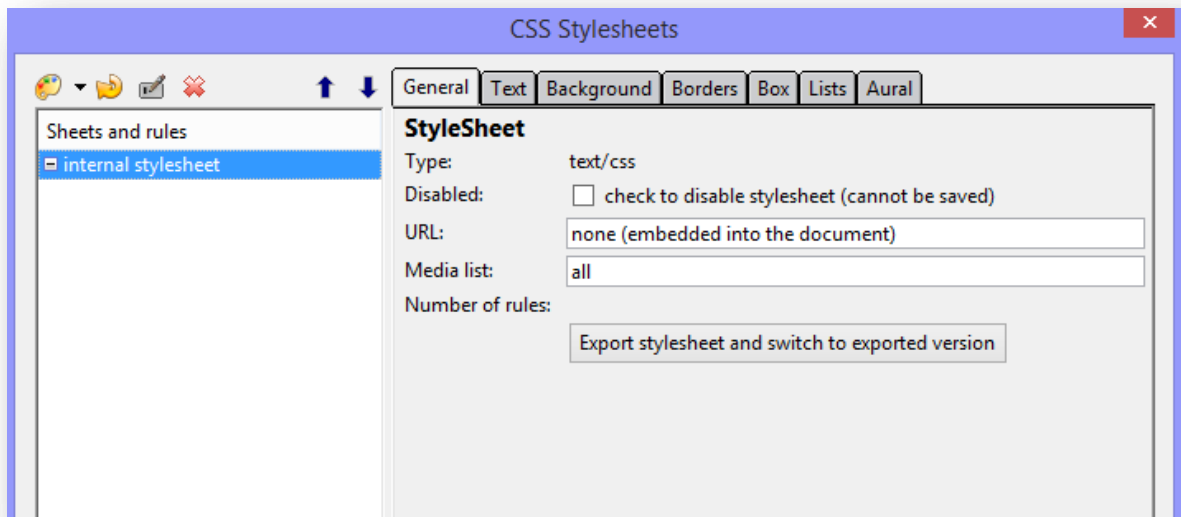 CSS Stylesheets
General Text Background Borders Box Lists Aural
Sheets and rules
internal stylesheet
StyleSheet
Type: text/css
Disabled: check to disable stylesheet (cannot be saved)
URL: none (embedded into the document)
Media list: all
Number of rules:
Export stylesheet and switch to exported version